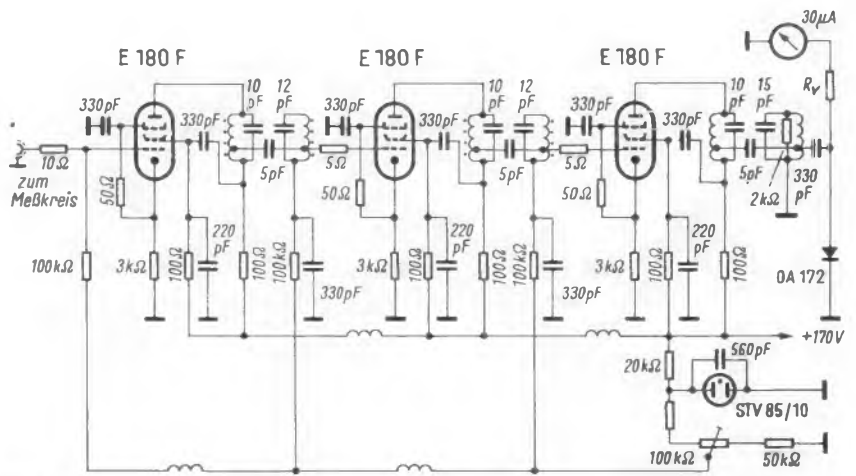 30µA
E 180 F
E 180 F
E 180 F
10 pF
12 pF
10 pF
12 pF
10 pF
15 pF
Rv
330pF
330pF
330pF
330pF
330pF
330pF
10Ω
zum
Meßkreis
5pF
5Ω
5pF
5Ω
5pF
330 pF
2kΩ
50Ω
50Ω
50Ω
220 pF
220 pF
220 pF
100kΩ
3kΩ
100Ω
100Ω
100kΩ
330pF
3kΩ
100Ω
100Ω
100kΩ
330pF
3kΩ
100Ω
100Ω
OA 172
+170V
20kΩ
560pF
STV 85/10
100kΩ
50kΩ